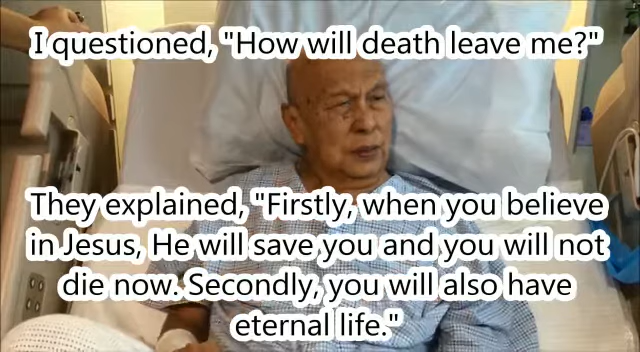 I questioned, "How will death leave me?"
They explained, "Firstly, when you believe
in Jesus, He will save you and you will not
die now. Secondly, you will also have
eternal life."